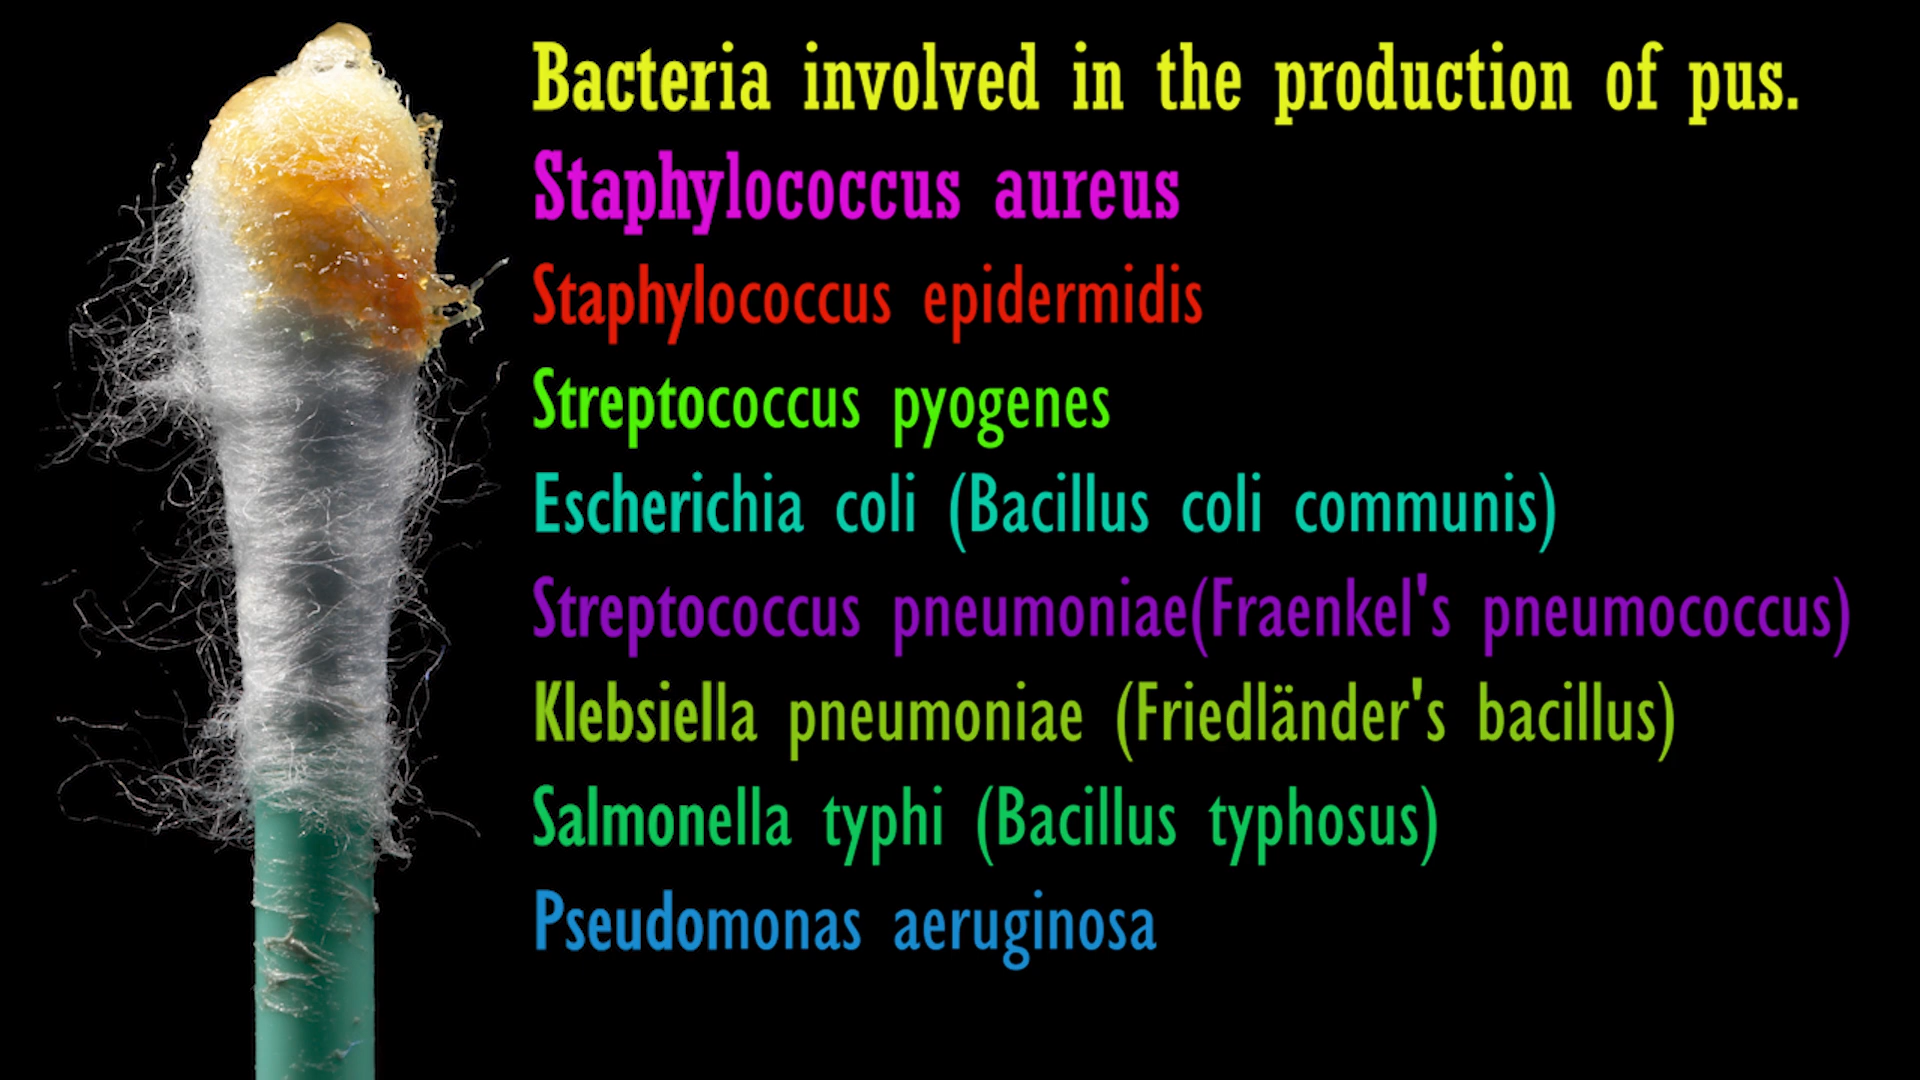 Bacteria involved in the production of pus.
Staphylococcus aureus
Staphylococcus epidermidis
Streptococcus pyogenes
Escherichia coli (Bacillus coli communis)
Streptococcus pneumoniae(Fraenkel's pneumococcus)
Klebsiella pneumoniae (Friedländer's bacillus)
Salmonella typhi (Bacillus typhosus)
Pseudomonas aeruginosa